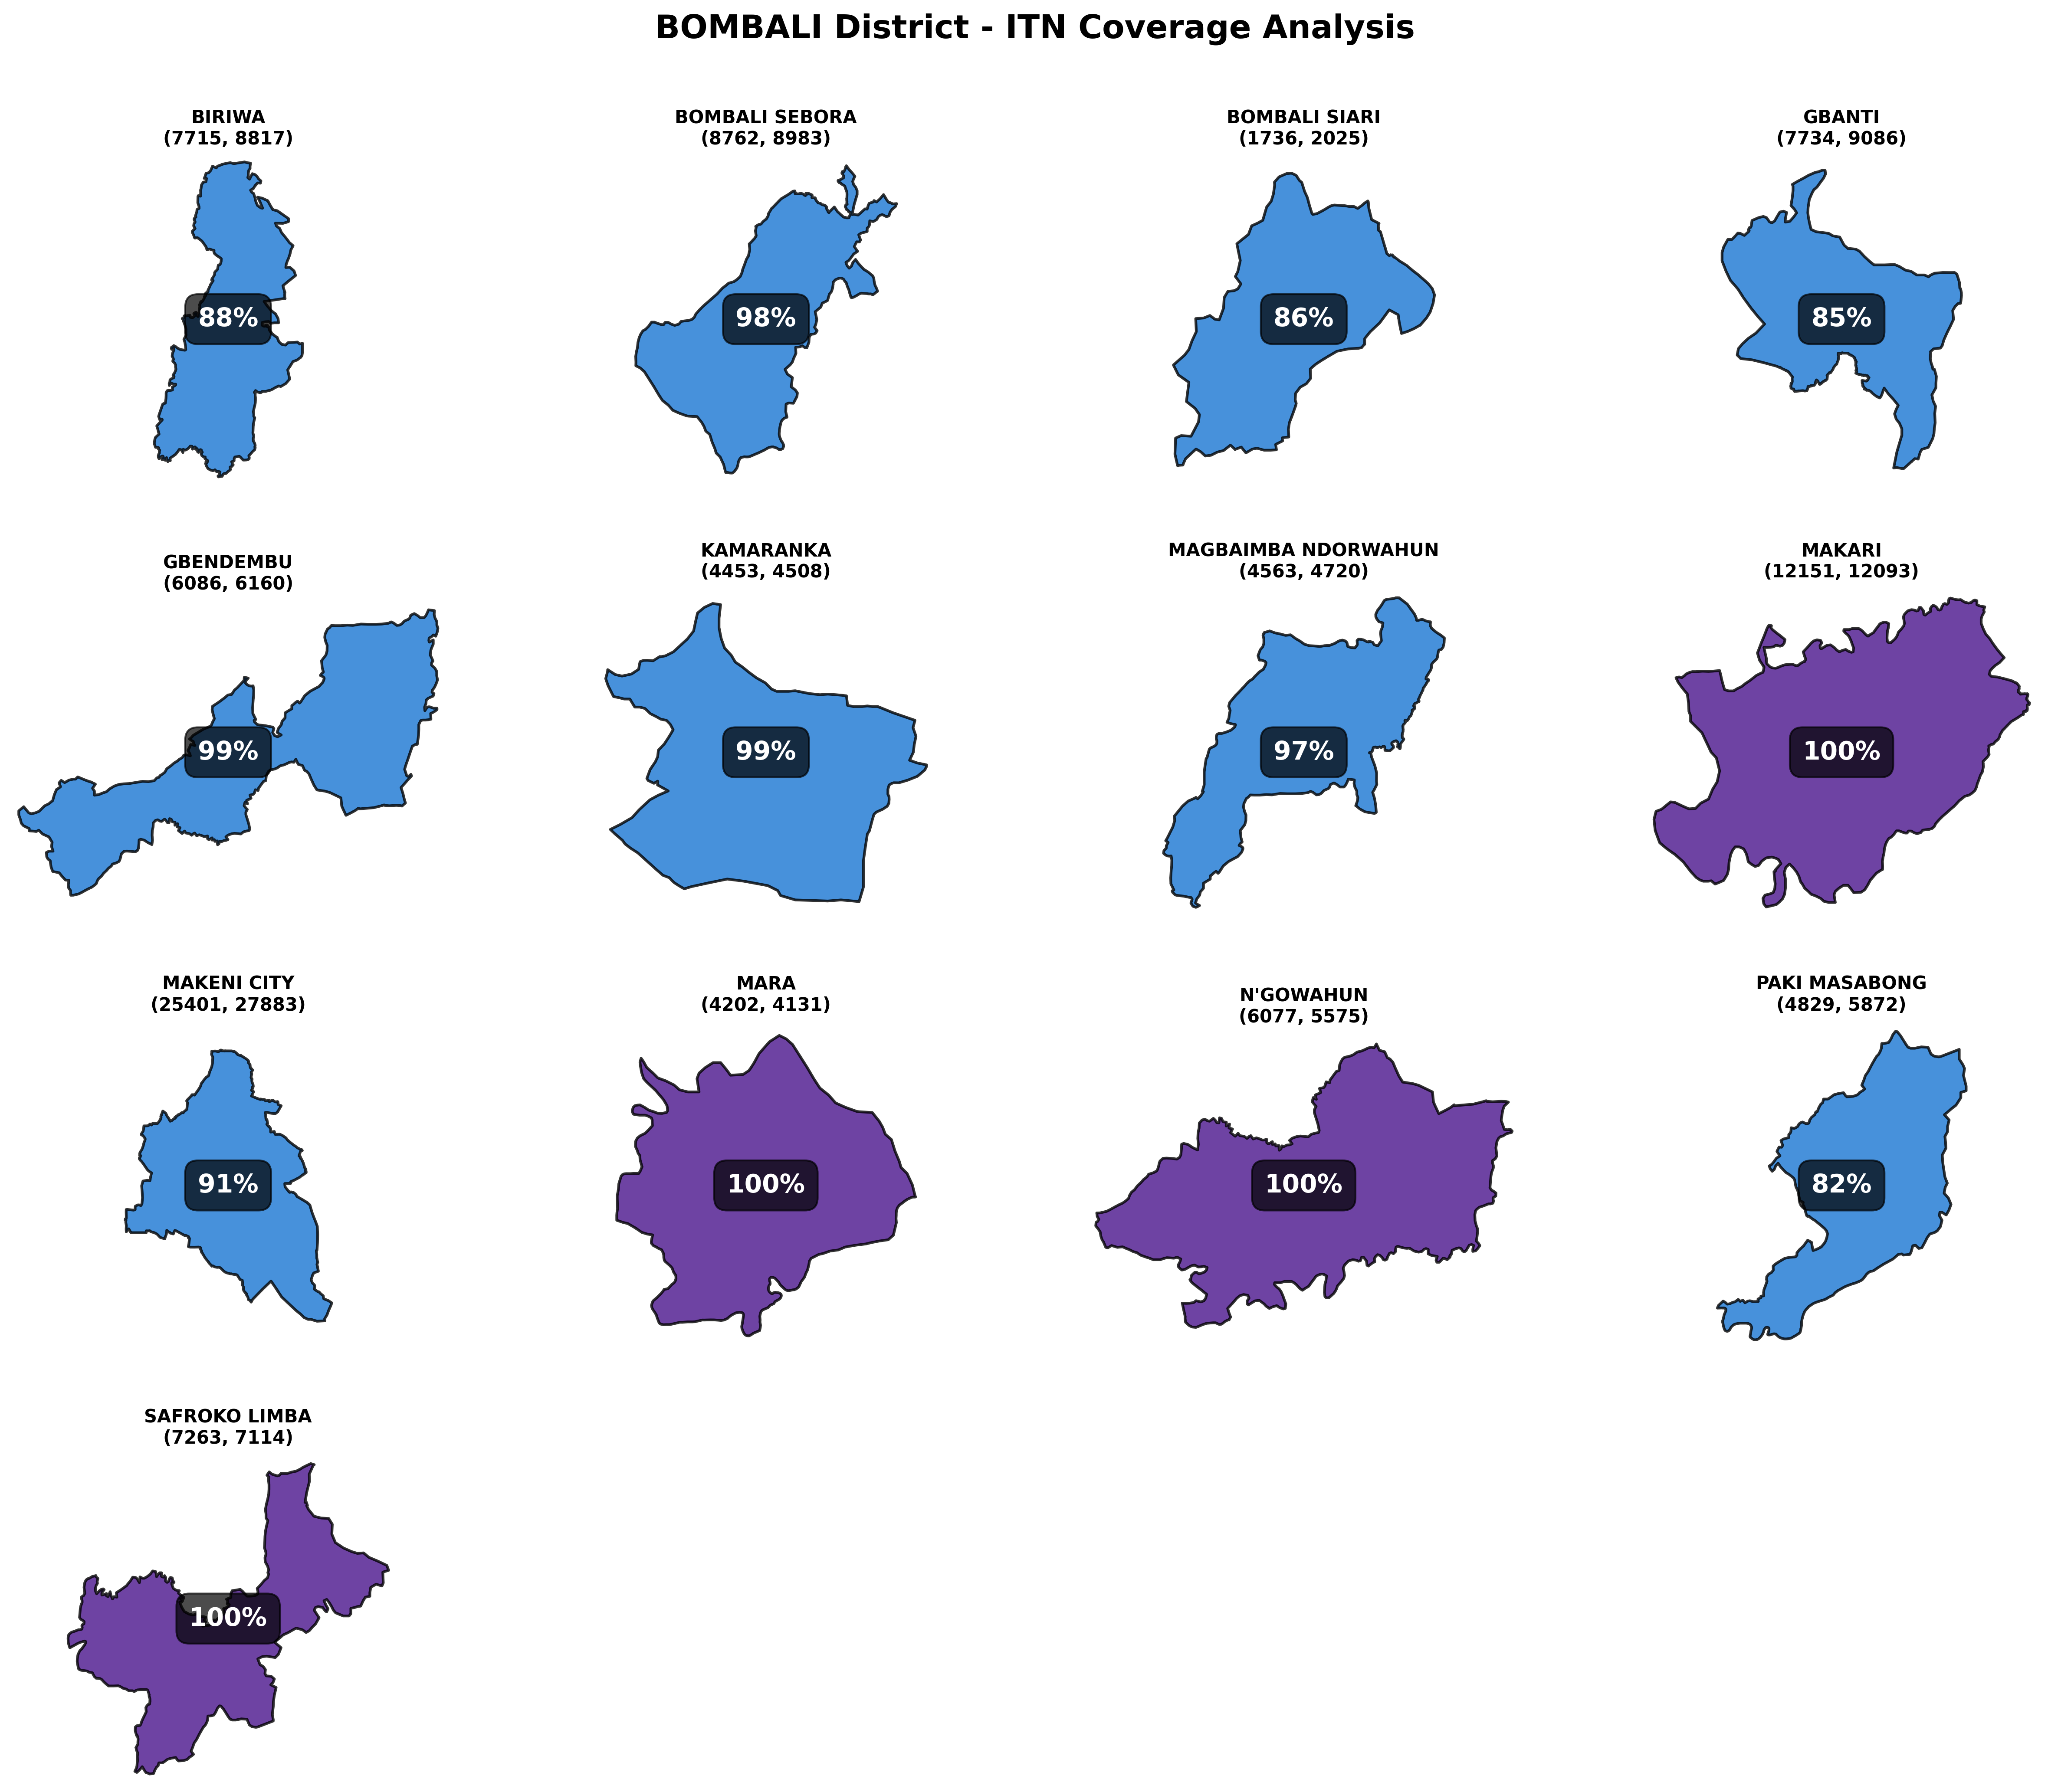 BOMBALI District - ITN Coverage Analysis
BIRIWA
(7715, 8817)
88%
BOMBALI SEBORA
(8762, 8983)
98%
BOMBALI SIARI
(1736, 2025)
86%
GBANTI
(7734, 9086)
85%
GBENDEMBU
(6086, 6160)
99%
KAMARANKA
(4453, 4508)
99%
MAGBAIMBA NDORWAHUN
(4563, 4720)
97%
MAKARI
(12151, 12093)
100%
MAKENI CITY
(25401, 27883)
91%
MARA
(4202, 4131)
100%
N'GOWAHUN
(6077, 5575)
100%
PAKI MASABONG
(4829, 5872)
82%
SAFROKO LIMBA
(7263, 7114)
100%